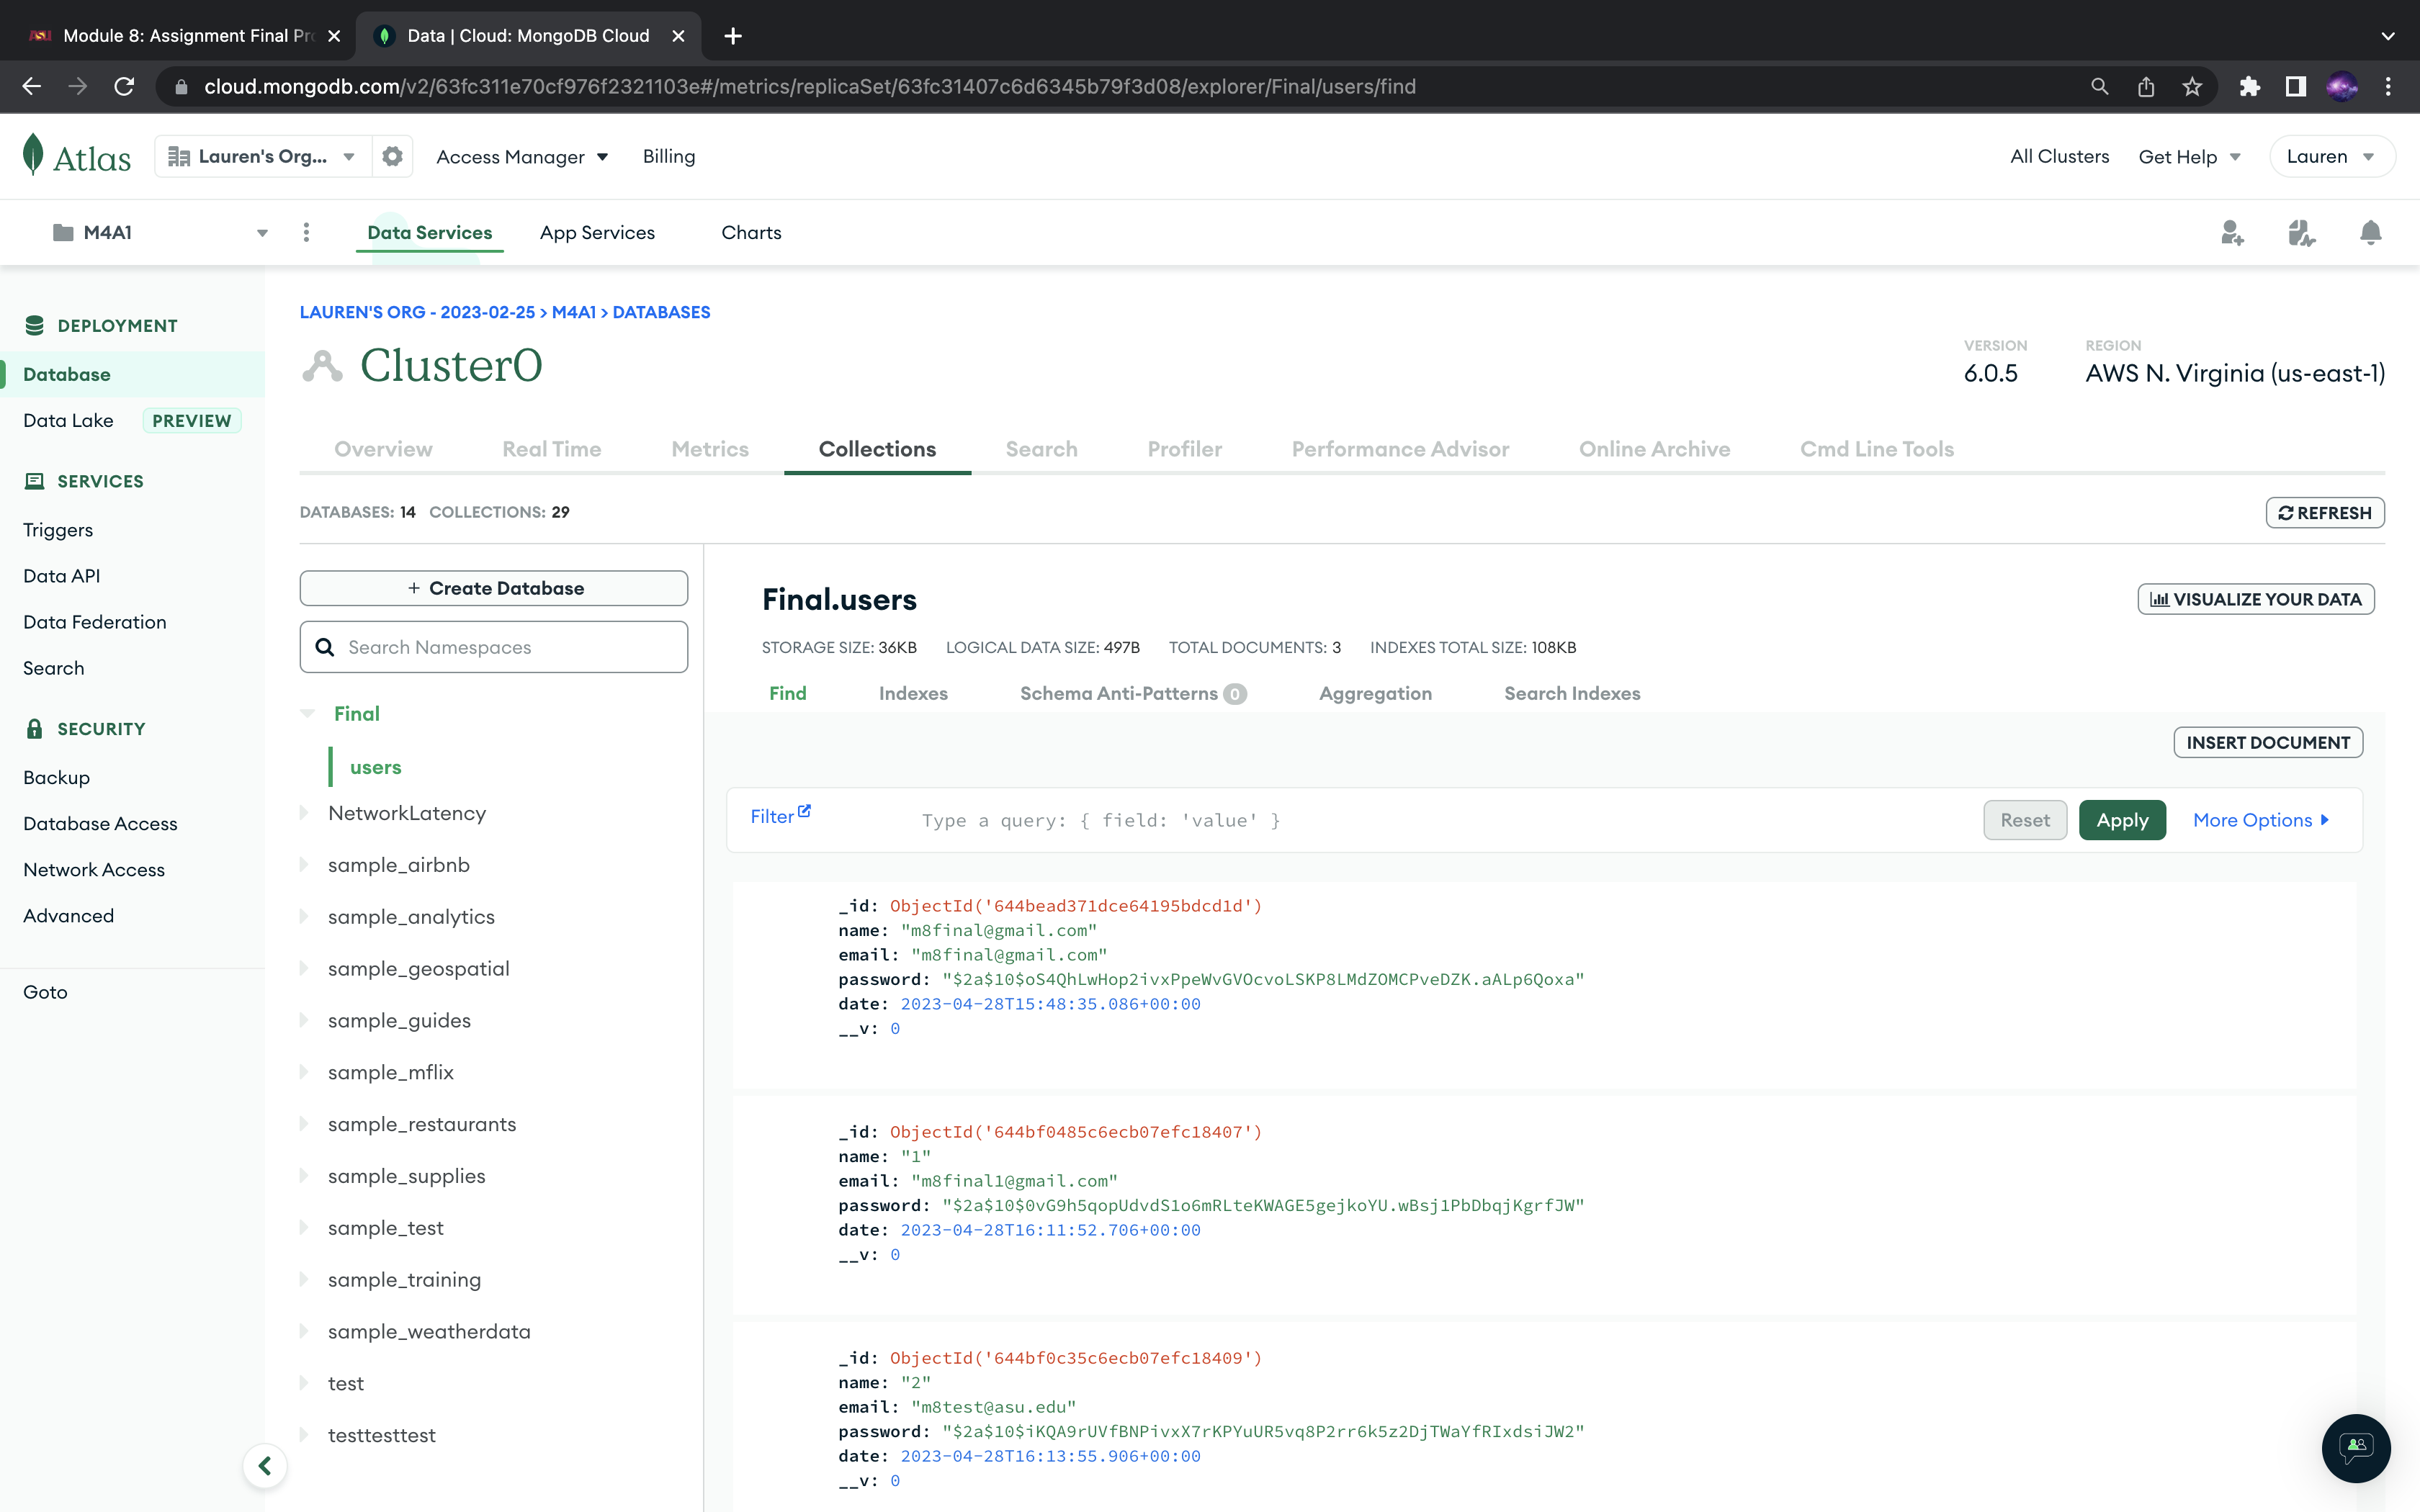 Module 8: Assignment Final Pro
Data | Cloud: MongoDB Cloud
cloud.mongodb.com/v2/63fc311e70cf976f2321103e#/metrics/replicaSet/63fc31407c6d6345b79f3d08/explorer/Final/users/find
Atlas
Lauren's Org...
Access Manager
Billing
All Clusters
Get Help
Lauren
M4A1
Data Services
App Services
Charts
DEPLOYMENT
Database
Data Lake PREVIEW
SERVICES
Triggers
Data API
Data Federation
Search
SECURITY
Backup
Database Access
Network Access
Advanced
Goto
LAUREN'S ORG - 2023-02-25 > M4A1 > DATABASES
Cluster0
VERSION
6.0.5
REGION
AWS N. Virginia (us-east-1)
Overview
Real Time
Metrics
Collections
Search
Profiler
Performance Advisor
Online Archive
Cmd Line Tools
DATABASES: 14 COLLECTIONS: 29
REFRESH
+ Create Database
Search Namespaces
Final
users
NetworkLatency
sample_airbnb
sample_analytics
sample_geospatial
sample_guides
sample_mflix
sample_restaurants
sample_supplies
sample_test
sample_training
sample_weatherdata
test
testtesttest
Final.users
VISUALIZE YOUR DATA
STORAGE SIZE: 36KB LOGICAL DATA SIZE: 497B TOTAL DOCUMENTS: 3 INDEXES TOTAL SIZE: 108KB
Find
Indexes
Schema Anti-Patterns 0
Aggregation
Search Indexes
INSERT DOCUMENT
Filter
Type a query: { field: 'value' }
Reset
Apply
More Options
_id: ObjectId('644bead371dce64195bdcd1d')
name: "m8final@gmail.com"
email: "m8final@gmail.com"
password: "$2a$10$oS4QhLwHop2ivxPpeWvGVOcvoLSKP8LMdZOMCPveDZK.aALp6Qoxa"
date: 2023-04-28T15:48:35.086+00:00
__v: 0
_id: ObjectId('644bf0485c6ecb07efc18407')
name: "1"
email: "m8final1@gmail.com"
password: "$2a$10$0vG9h5qopUdvdS1o6mRLteKWAGE5gejkoYU.wBsj1PbDbqjKgrfJW"
date: 2023-04-28T16:11:52.706+00:00
__v: 0
_id: ObjectId('644bf0c35c6ecb07efc18409')
name: "2"
email: "m8test@asu.edu"
password: "$2a$10$iKQA9rUVfBNPivxX7rKPYuUR5vq8P2rr6k5z2DjTWaYfRIxdsiJW2"
date: 2023-04-28T16:13:55.906+00:00
__v: 0